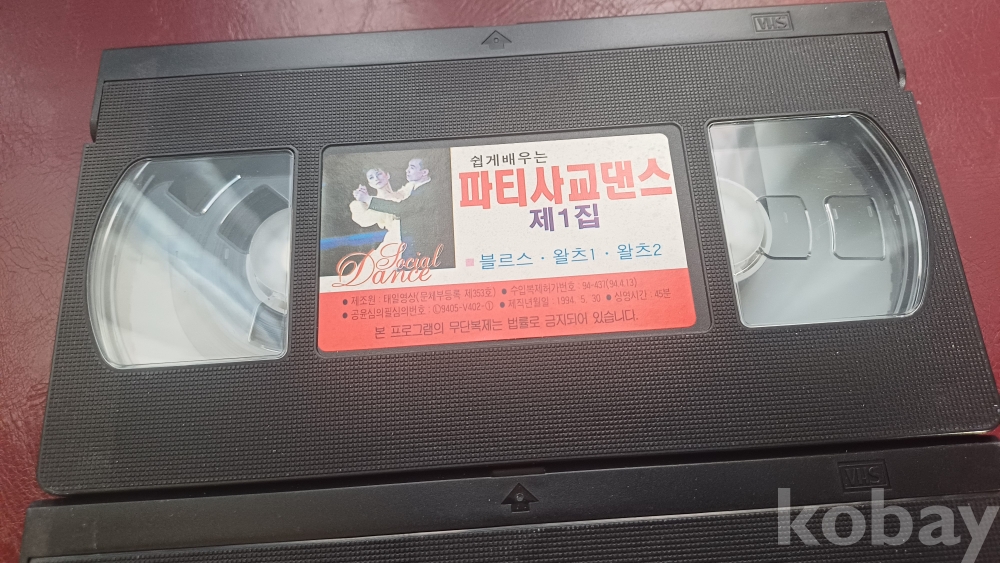 VHS
쉽게배우는
파티사교댄스
제1집
Social
Dance
■ 블르스 · 왈츠1 · 왈츠2
● 제조원 : 태밀영상(문체부등록 제353호) ● 수입복제허가번호 : 94-437(94.4.13)
● 공윤심의필심의번호 : Ⓒ9405-V402-① ● 제작년월일 : 1994. 5. 30 ● 상영시간 : 45분
본 프로그램의 무단복제는 법률로 금지되어 있습니다.
VHS
kobay